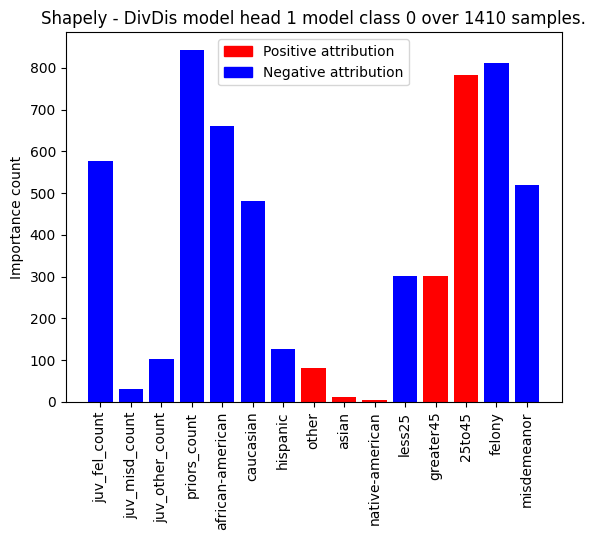 Shapely - DivDis model head 1 model class 0 over 1410 samples.
Positive attribution
Negative attribution
Importance count
800
700
600
500
400
300
200
100
0
juv_fel_count
juv_misd_count
juv_other_count
priors_count
african-american
caucasian
hispanic
other
asian
native-american
less25
greater45
25to45
felony
misdemeanor